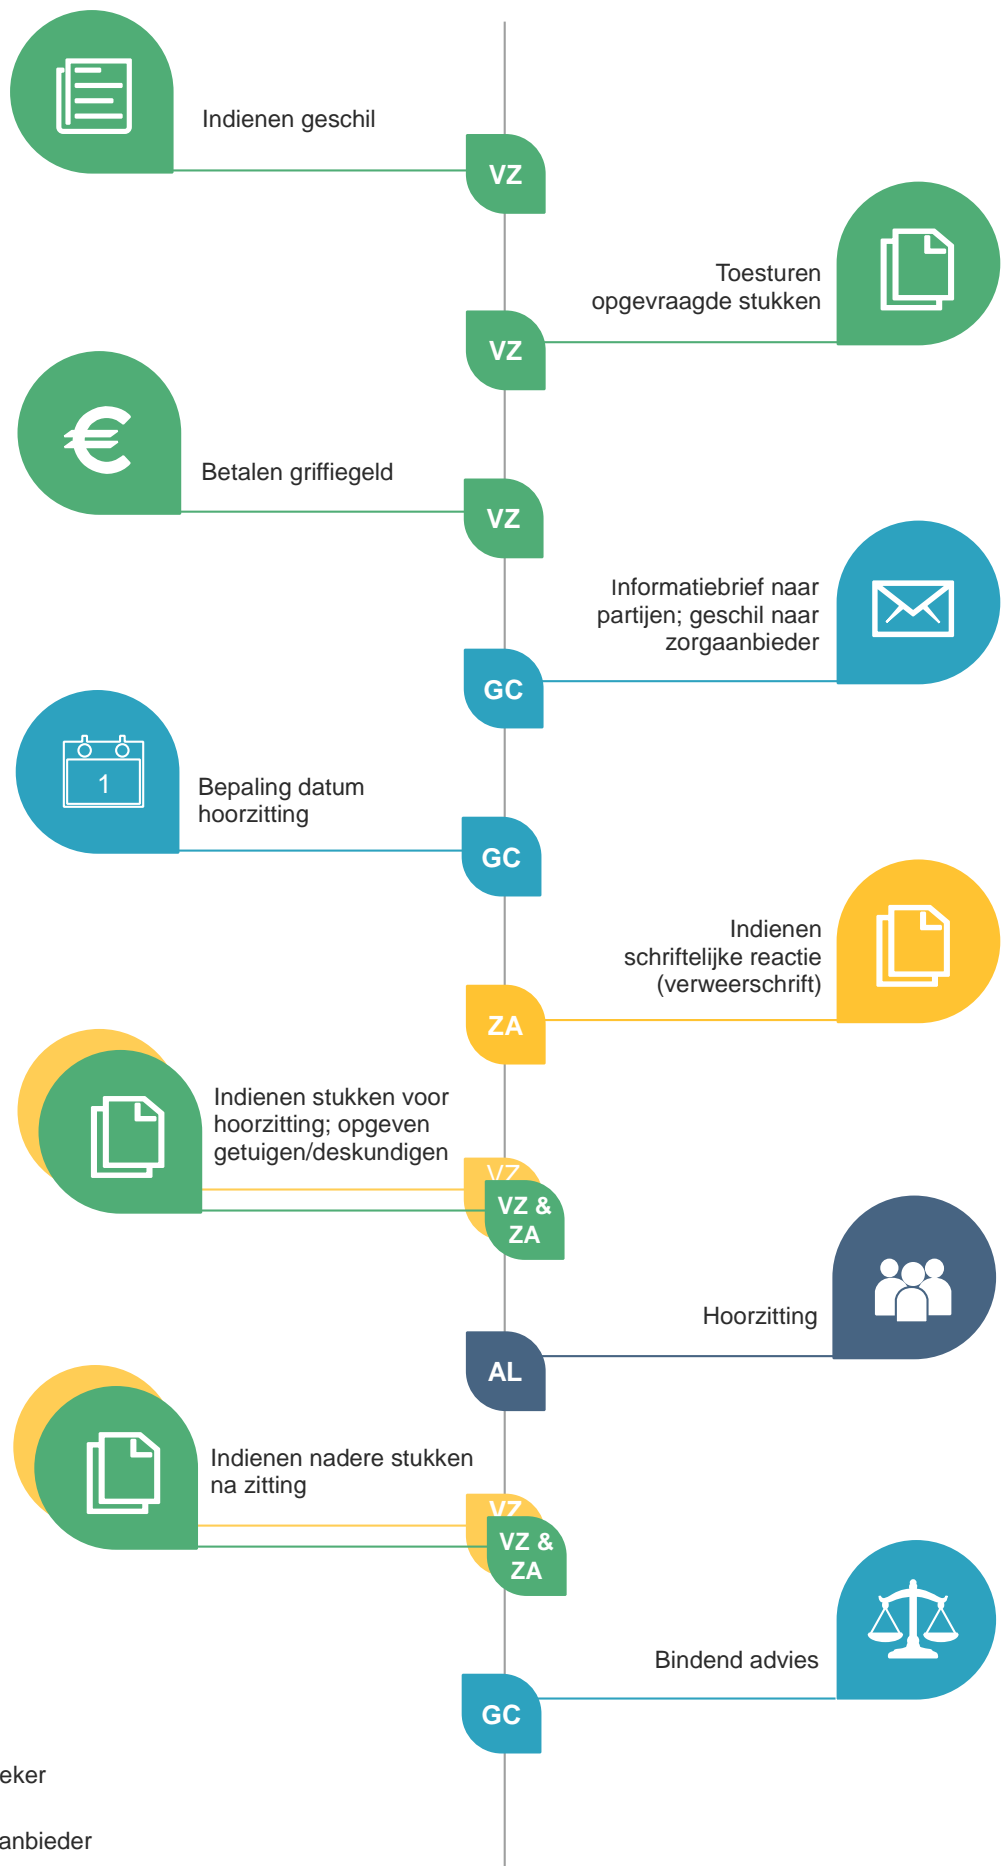 Indienen geschil
VZ
Toesturen
opgevraagde stukken
VZ
€
Betalen griffiegeld
VZ
Informatiebrief naar
partijen; geschil naar
zorgaanbieder
GC
1
Bepaling datum
hoorzitting
GC
Indienen
schriftelijke reactie
(verweerschrift)
ZA
Indienen stukken voor
hoorzitting; opgeven
getuigen/deskundigen
VZ
VZ &
ZA
Hoorzitting
AL
Indienen nadere stukken
na zitting
VZ
VZ &
ZA
Bindend advies
GC
eker
anbieder